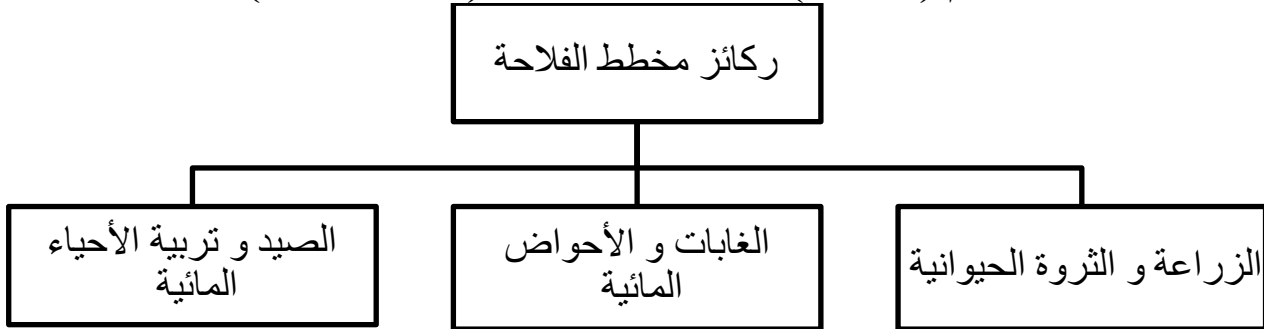 ركائز مخطط الفلاحة
الزراعة و الثروة الحيوانية
الغابات و الأحواض
المائية
الصيد و تربية الأحياء
المائية